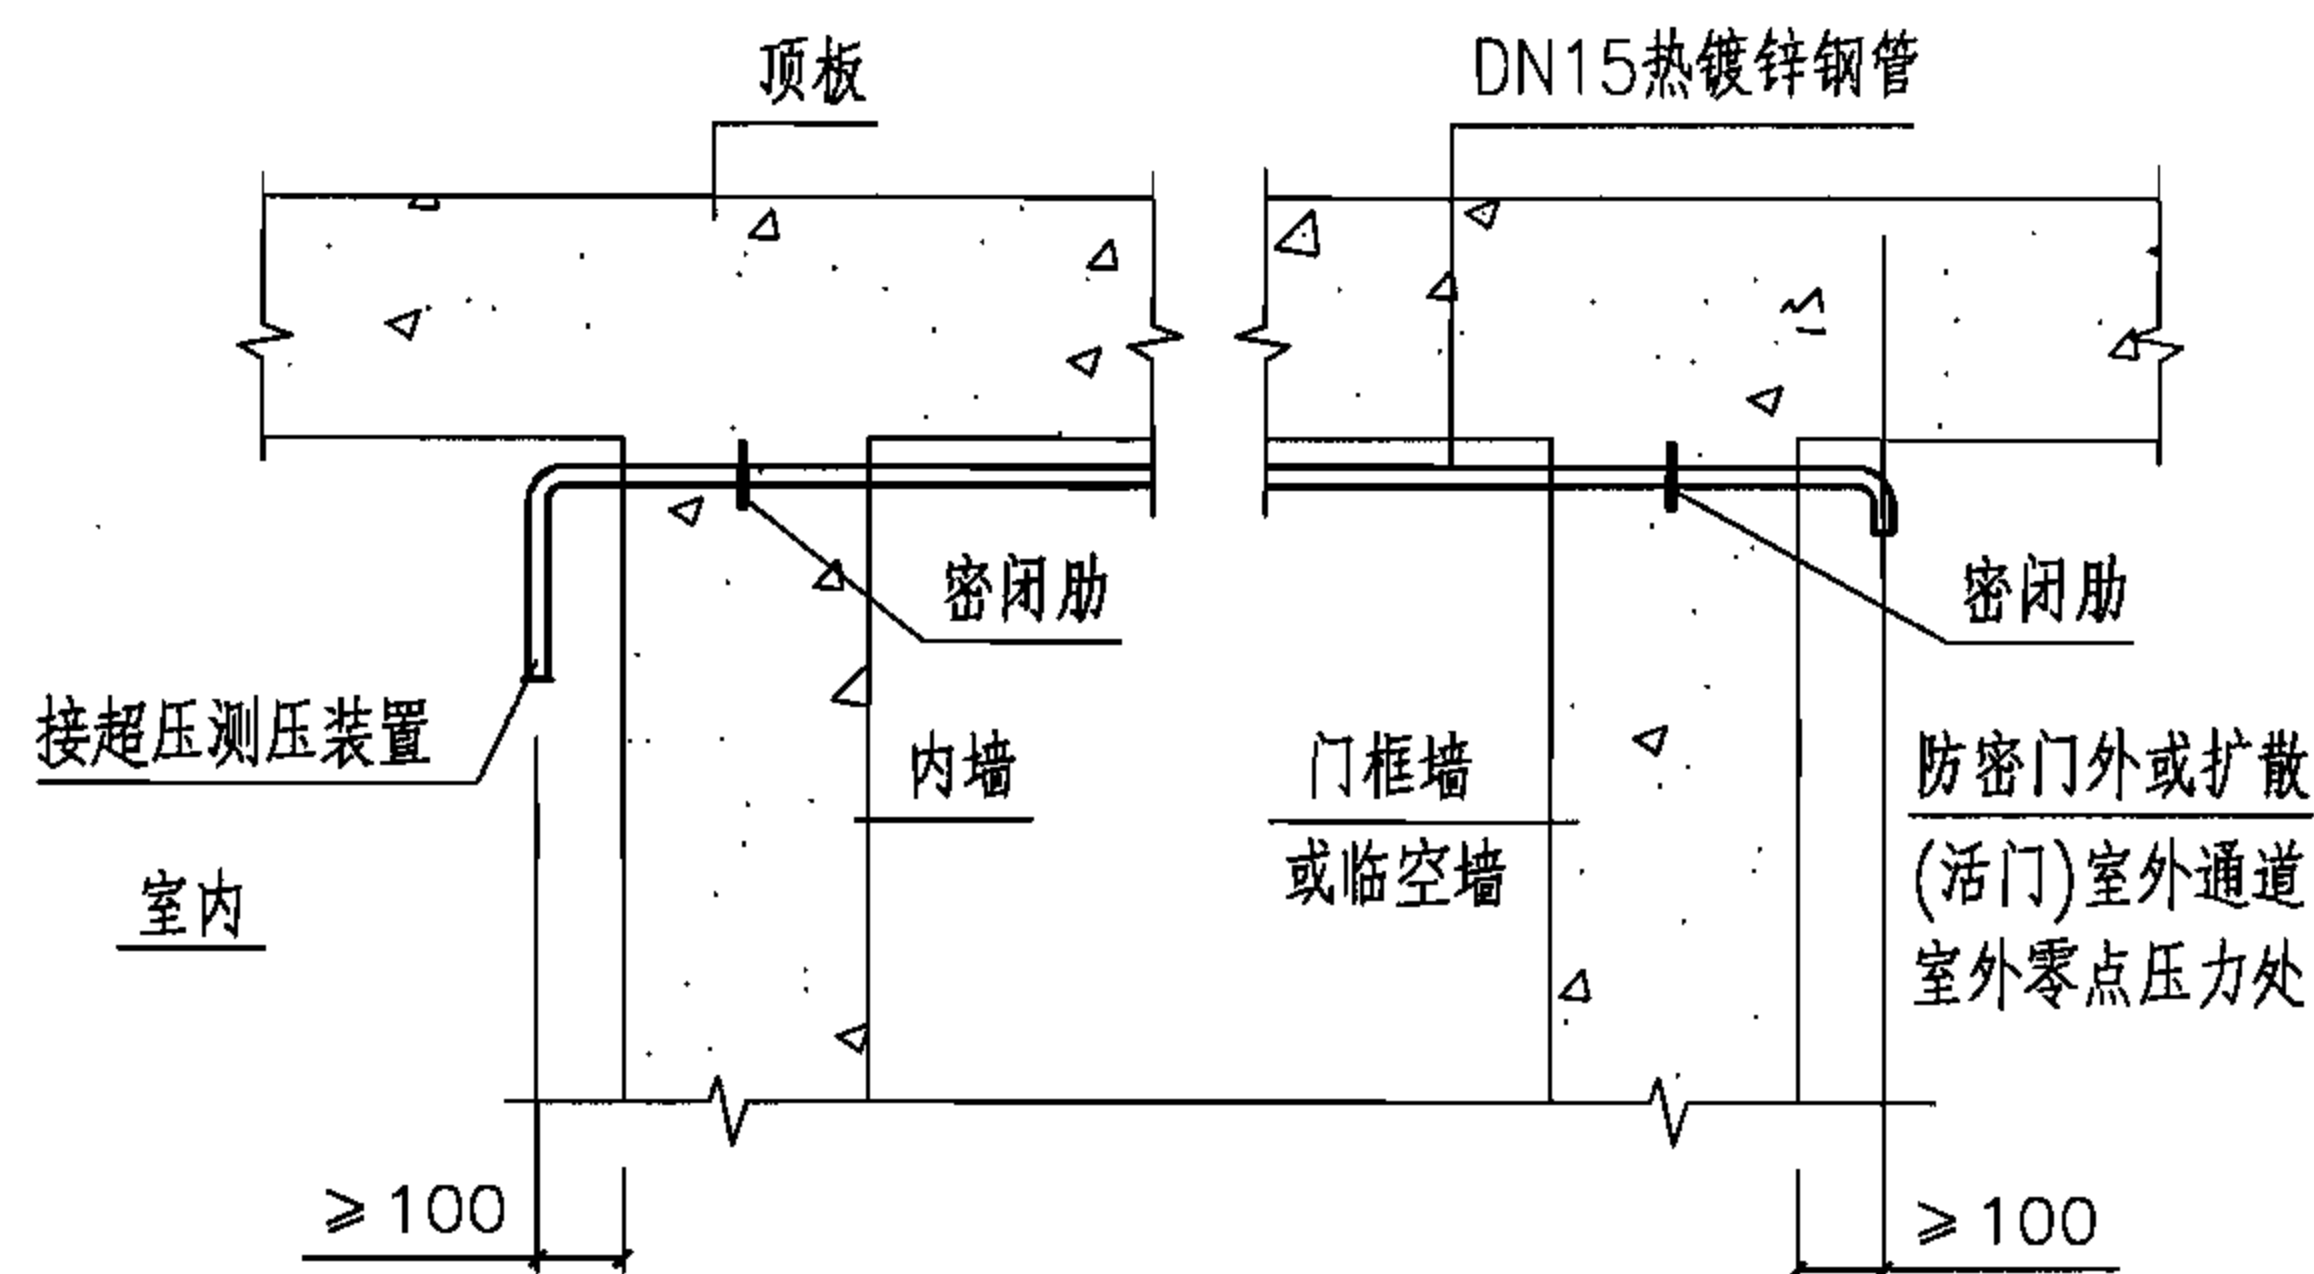 顶板
DN15热镀锌钢管
密闭肋
密闭肋
接超压测压装置
内墙
门框墙
或临空墙
防密门外或扩散
(活门)室外通道
室外零点压力处
室内
≥100
≥100